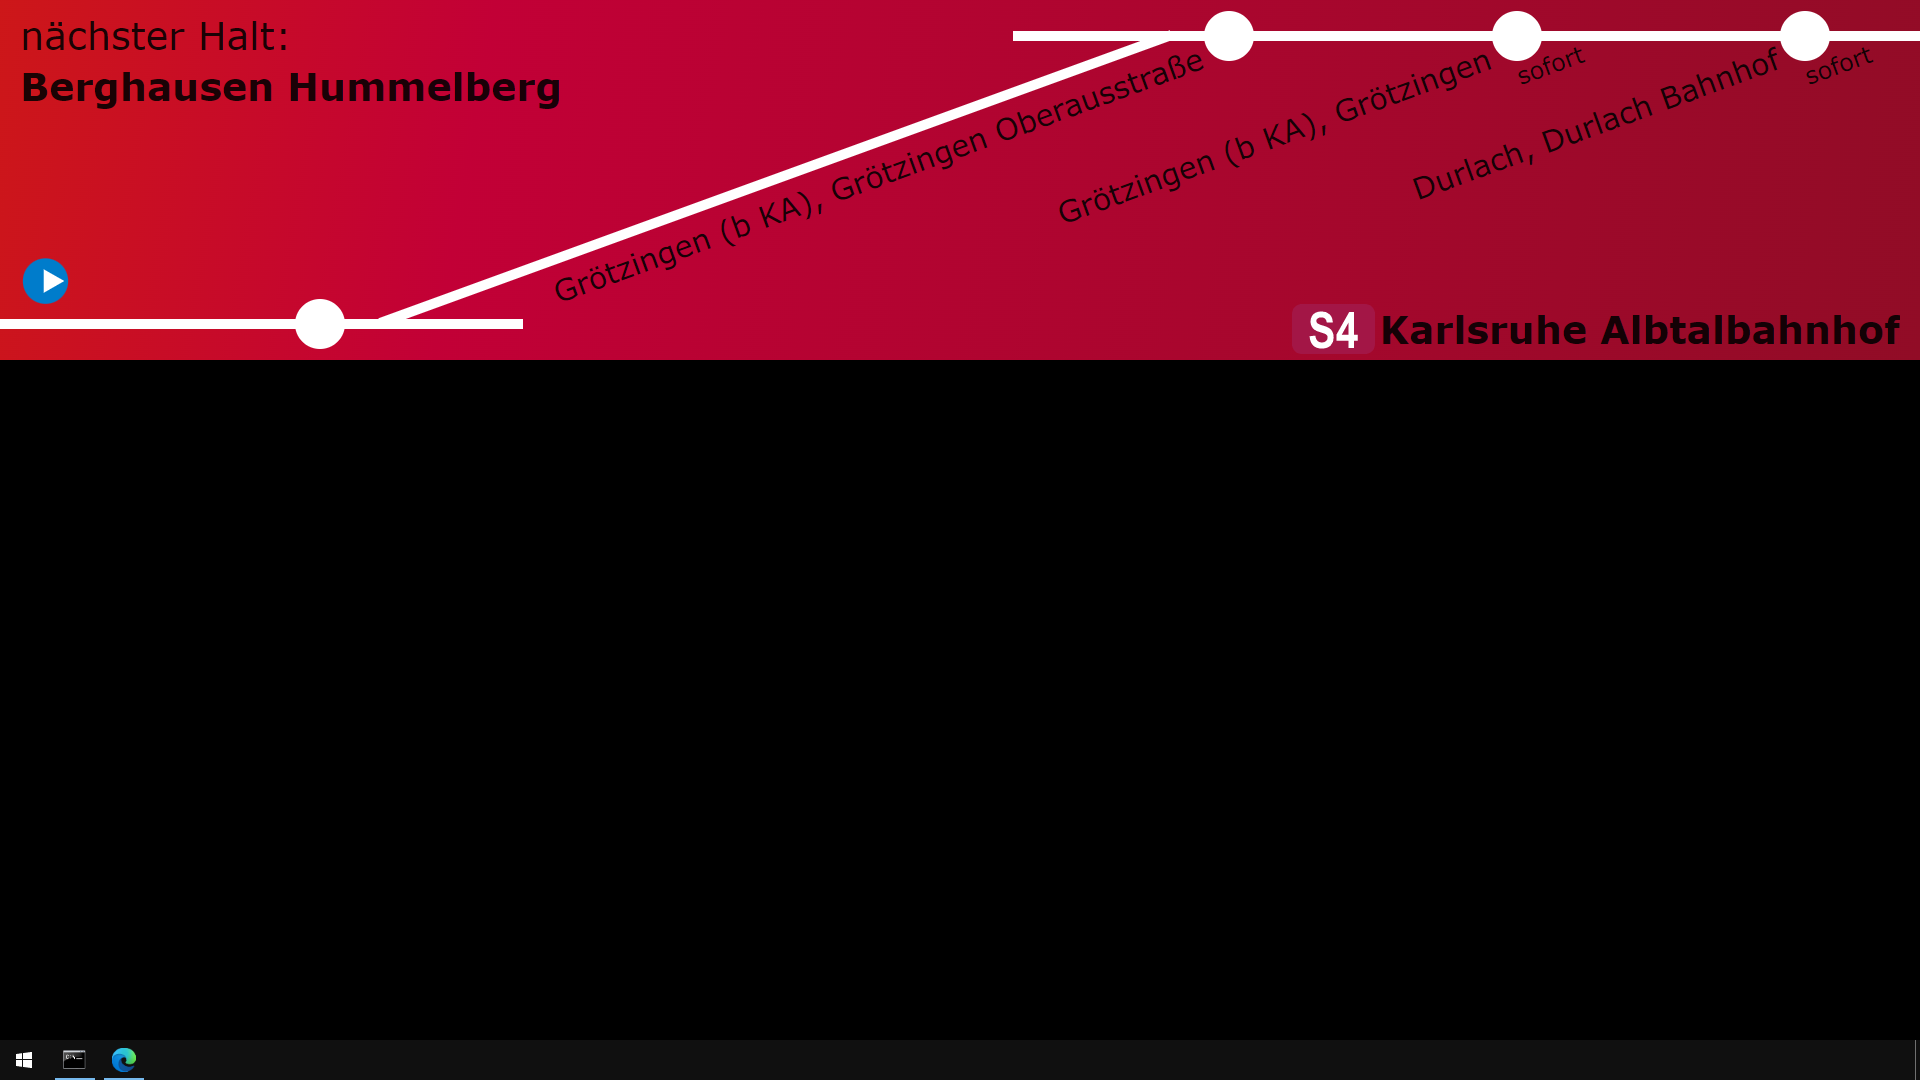 nächster Halt:
Berghausen Hummelberg
Grötzingen (b KA), Grötzingen Oberausstraße
Grötzingen (b KA), Grötzingen
sofort
Durlach, Durlach Bahnhof
sofort
S4 Karlsruhe Albtalbahnhof